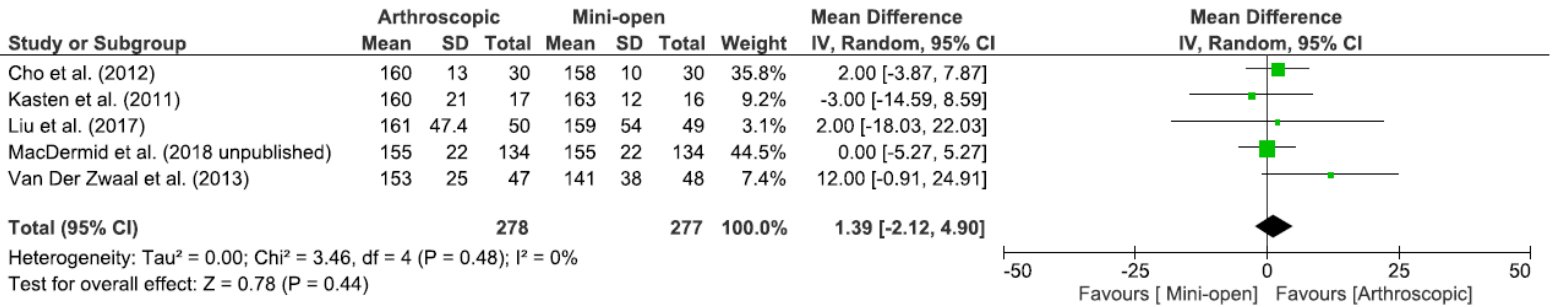 Arthroscopic Mini-open Mean Difference Mean Difference
Study or Subgroup Mean SD Total Mean SD Total Weight IV, Random, 95% CI IV, Random, 95% CI
Cho et al. (2012) 160 13 30 158 10 30 35.8% 2.00 [-3.87, 7.87]
Kasten et al. (2011) 160 21 17 163 12 16 9.2% -3.00 [-14.59, 8.59]
Liu et al. (2017) 161 47.4 50 159 54 49 3.1% 2.00 [-18.03, 22.03]
MacDermid et al. (2018 unpublished) 155 22 134 155 22 134 44.5% 0.00 [-5.27, 5.27]
Van Der Zwaal et al. (2013) 153 25 47 141 38 48 7.4% 12.00 [-0.91, 24.91]
Total (95% CI) 278 277 100.0% 1.39 [-2.12, 4.90]
Heterogeneity: Tau² = 0.00; Chi² = 3.46, df = 4 (P = 0.48); I² = 0%
Test for overall effect: Z = 0.78 (P = 0.44)
-50 -25 0 25 50
Favours [ Mini-open] Favours [Arthroscopic]